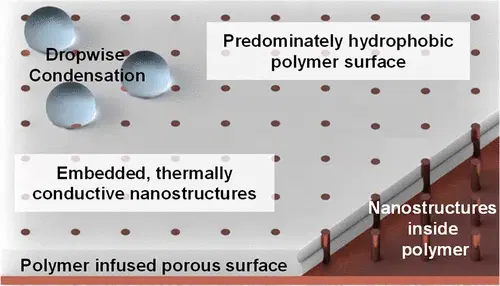 Dropwise
Condensation
Predominately hydrophobic
polymer surface
Embedded, thermally
conductive nanostructures
Nanostructures
inside
polymer
Polymer infused porous surface